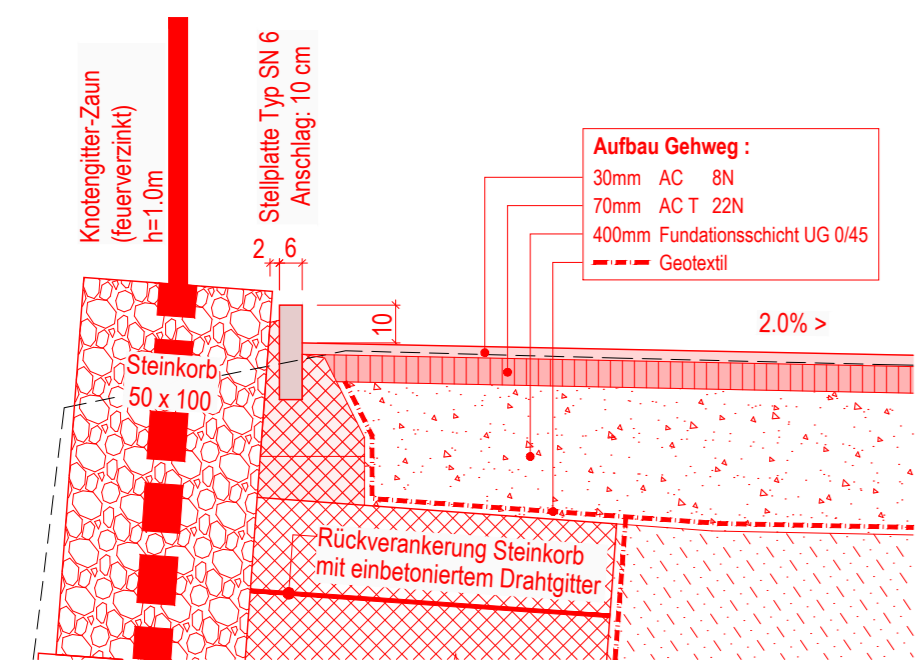 Knotengitter-Zaun
(feuerverzinkt)
h=1.0m
Stellplatte Typ SN 6
Anschlag: 10 cm
2 6
10
Aufbau Gehweg :
30mm AC 8N
70mm AC T 22N
400mm Fundationsschicht UG 0/45
Geotextil
2.0% >
Steinkorb
50 x 100
Rückverankerung Steinkorb
mit einbetoniertem Drahtgitter